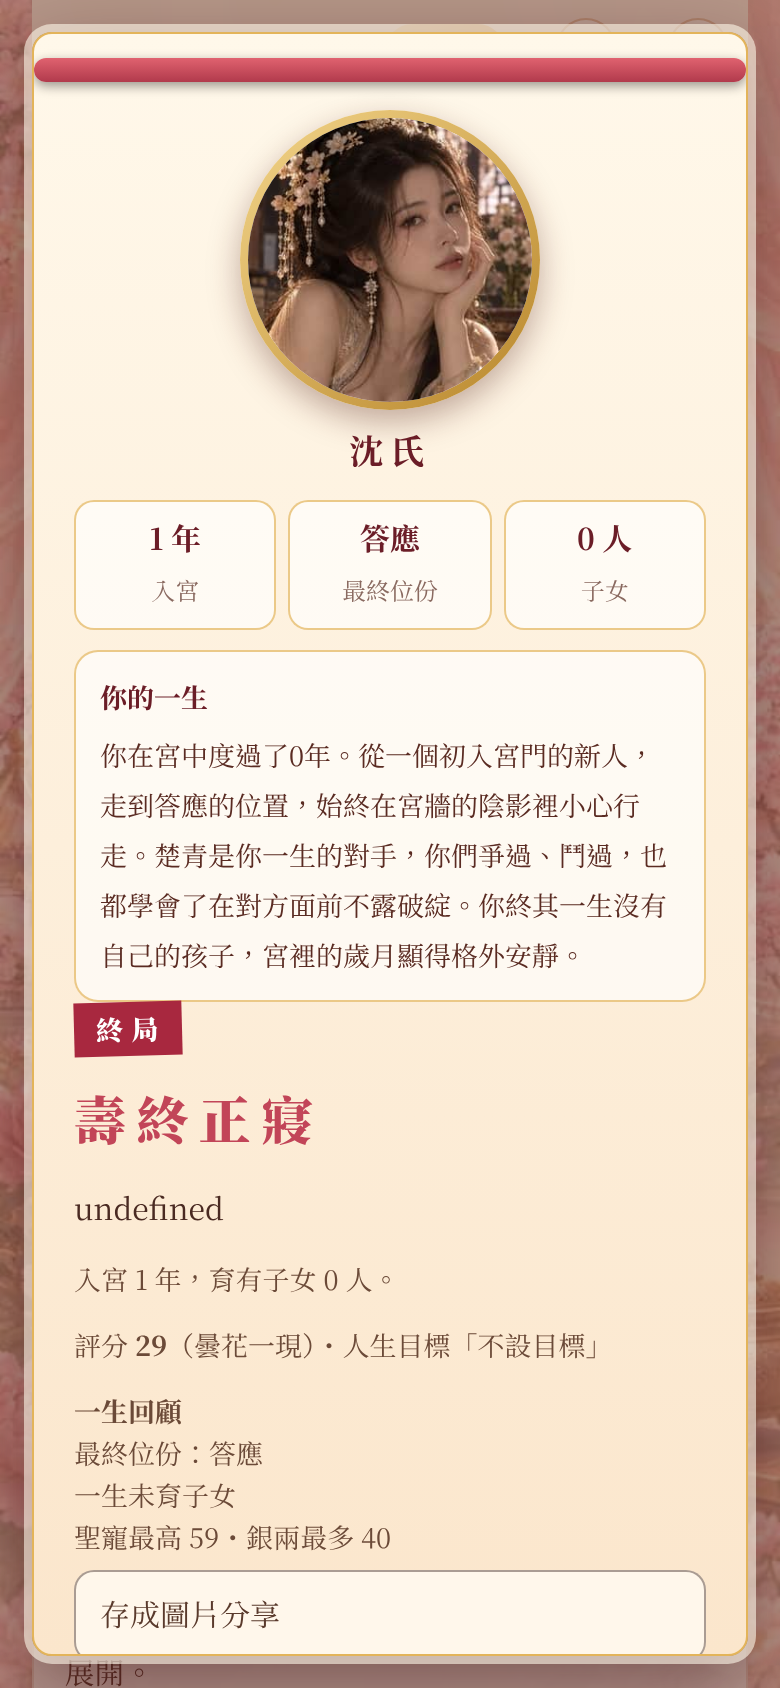 沈氏
1 年
答應
0 人
入宮
最終位份
子女
你的一生
你在宮中度過了0年。從一個初入宮門的新人，
走到答應的位置，始終在宮牆的陰影裡小心行
走。楚青是你一生的對手，你們爭過、鬥過，也
都學會了在對方面前不露破綻。你終其一生沒有
自己的孩子，宮裡的歲月顯得格外安靜。
終局
壽終正寢
undefined
入宮 1 年，育有子女 0 人。
評分 29（曇花一現）· 人生目標「不設目標」
一生回顧
最終位份：答應
一生未育子女
聖寵最高 59 · 銀兩最多 40
存成圖片分享
展開。